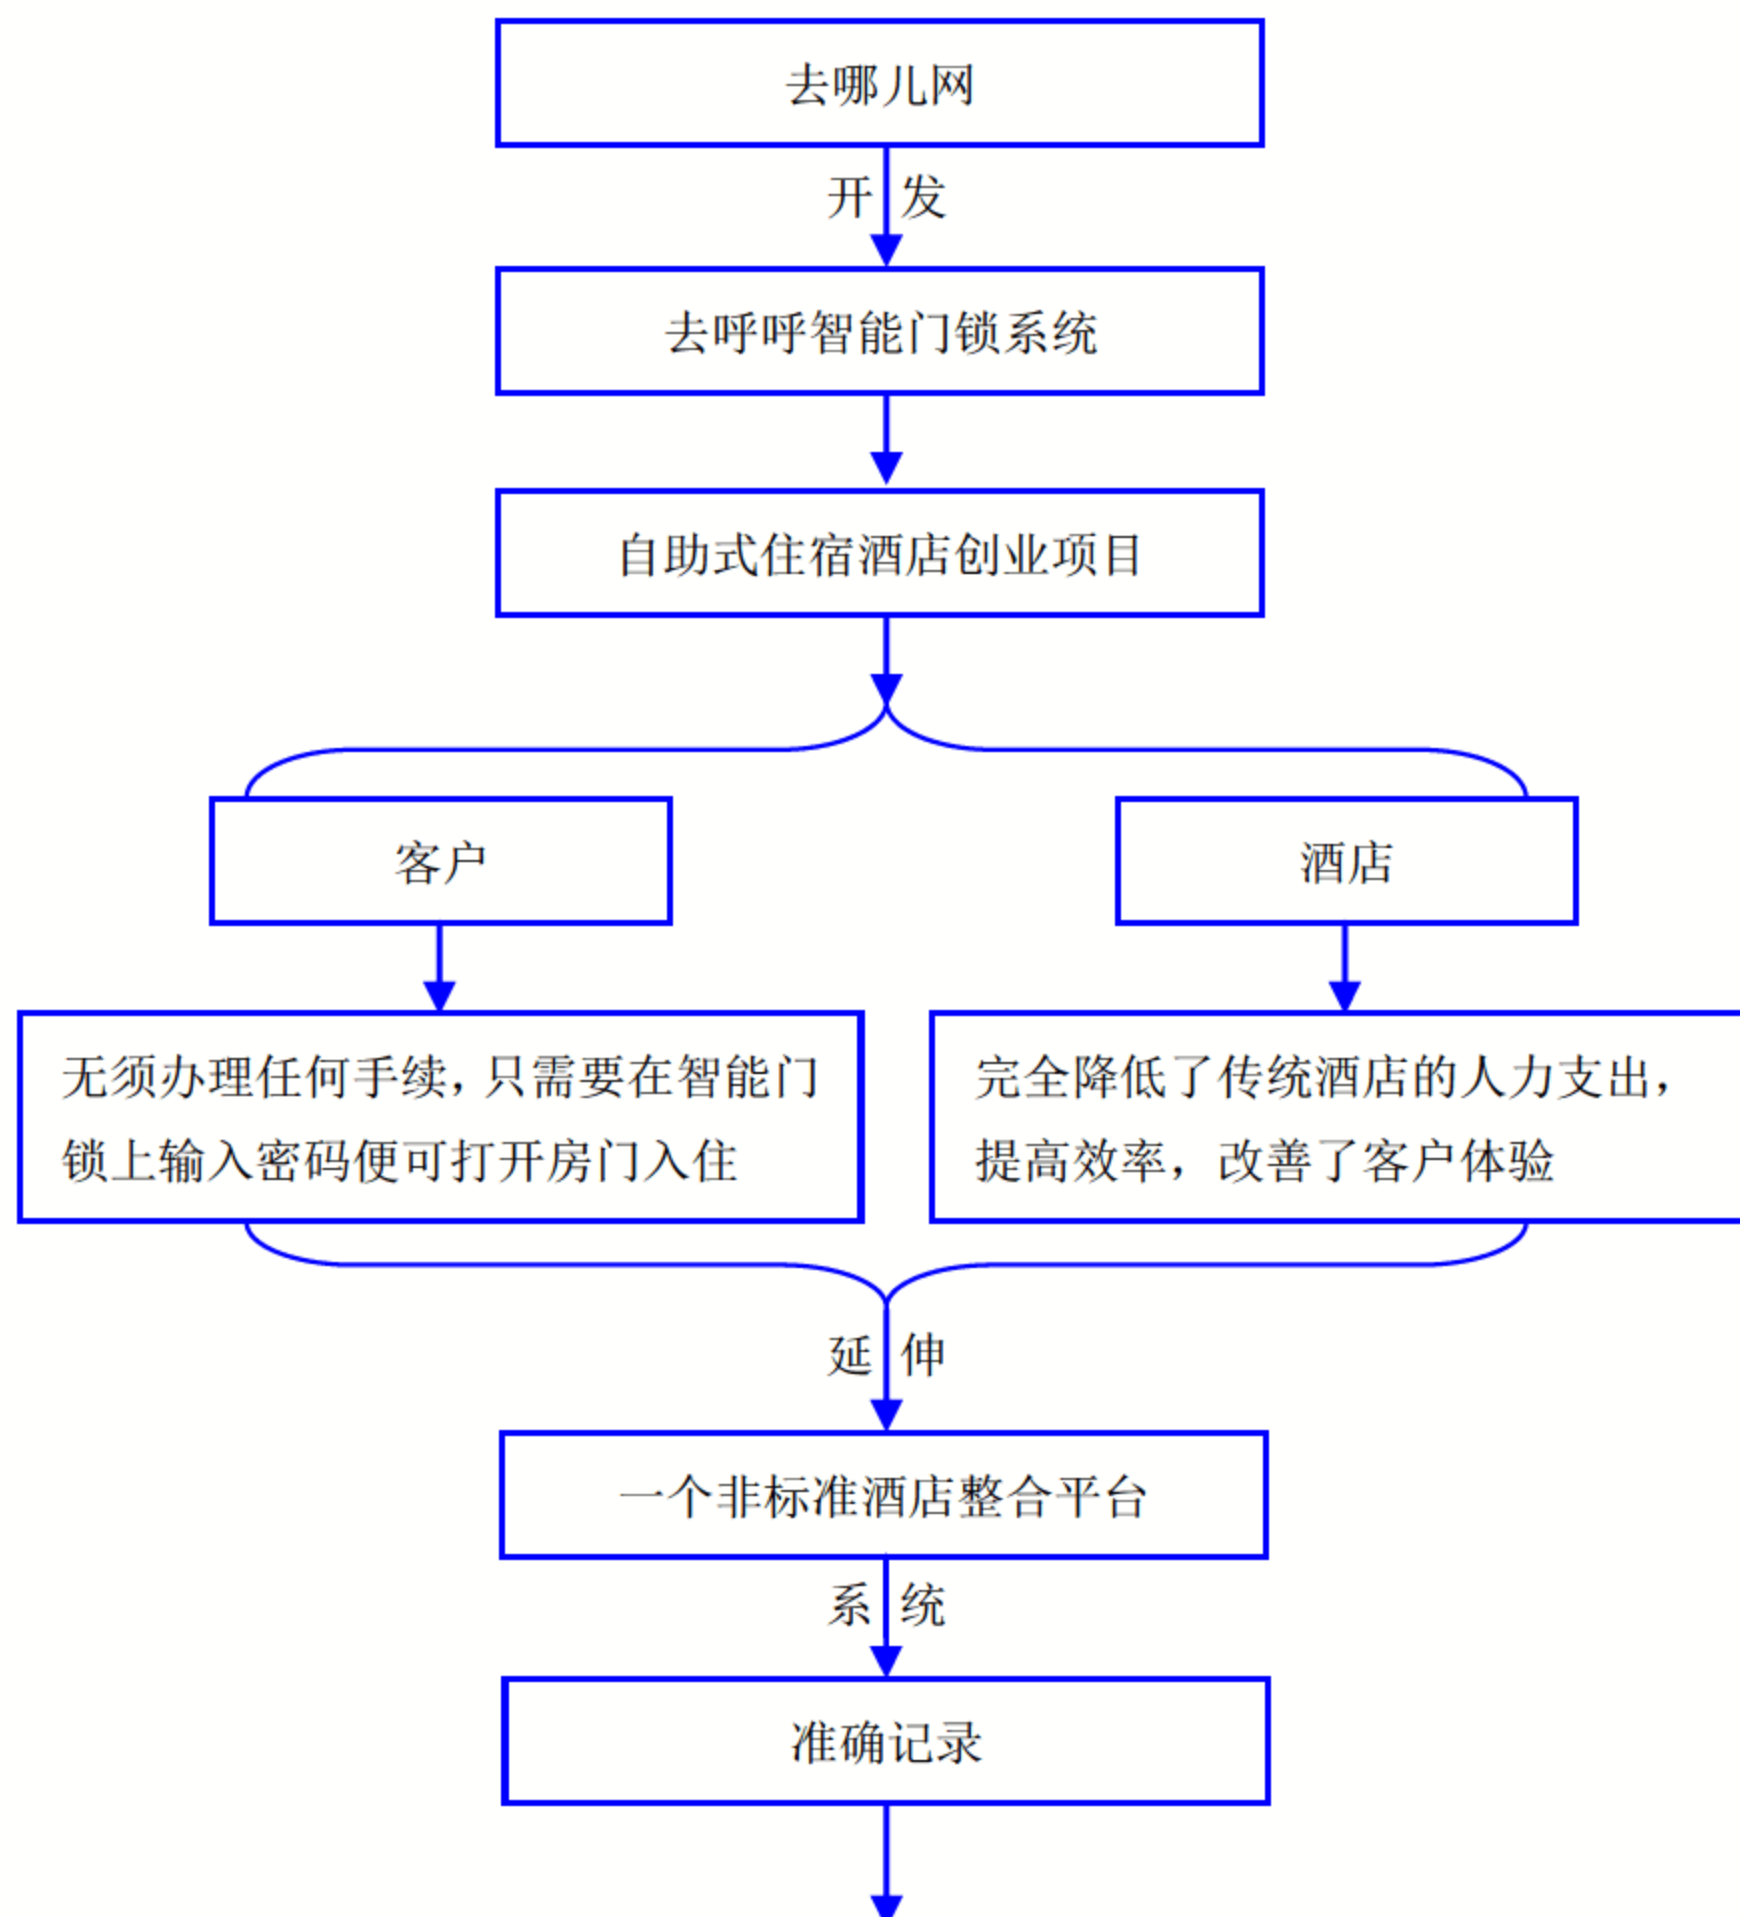 去哪儿网
开发
去呼呼智能门锁系统
自助式住宿酒店创业项目
客户
酒店
无须办理任何手续，只需要在智能门
锁上输入密码便可打开房门入住
完全降低了传统酒店的人力支出，
提高效率，改善了客户体验
延伸
一个非标准酒店整合平台
系统
准确记录